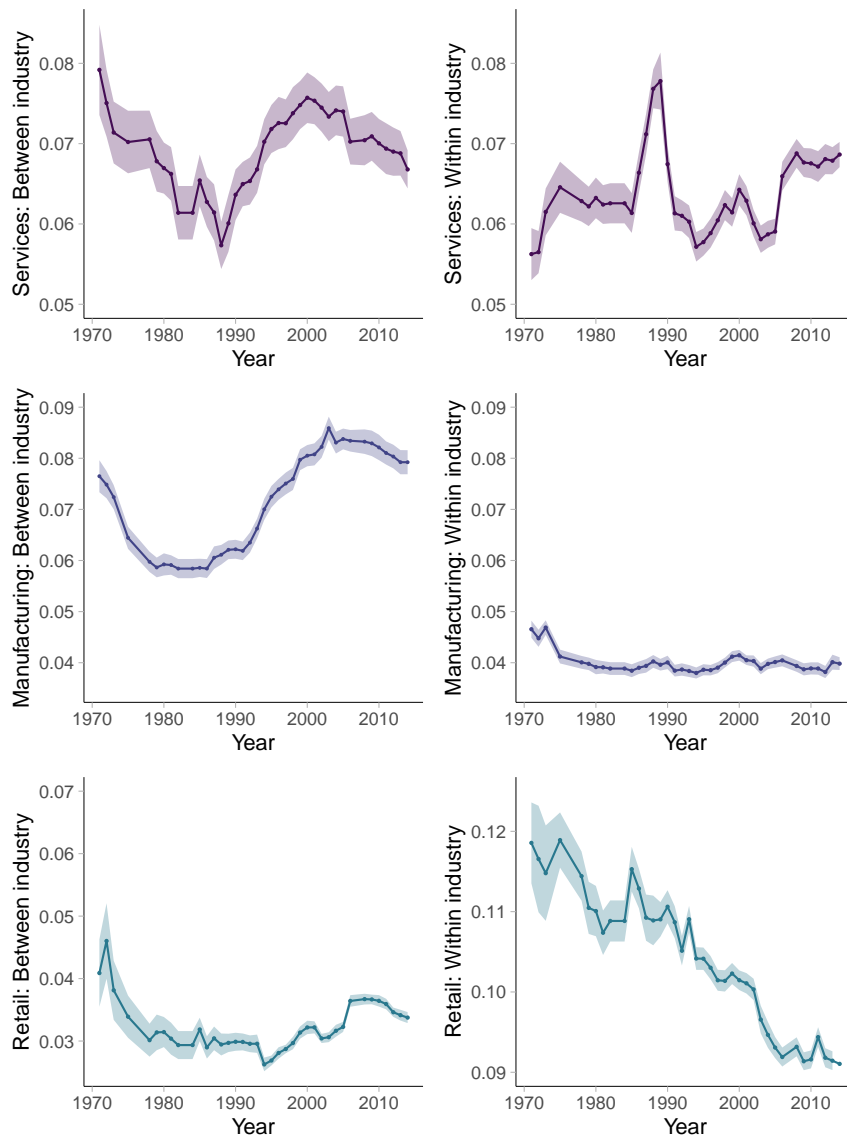 Services: Between industry
0.08
0.07
0.06
0.05
1970 1980 1990 2000 2010
Year
Services: Within industry
0.08
0.07
0.06
0.05
1970 1980 1990 2000 2010
Year
Manufacturing: Between industry
0.09
0.08
0.07
0.06
0.05
0.04
1970 1980 1990 2000 2010
Year
Manufacturing: Within industry
0.09
0.08
0.07
0.06
0.05
0.04
1970 1980 1990 2000 2010
Year
Retail: Between industry
0.07
0.06
0.05
0.04
0.03
1970 1980 1990 2000 2010
Year
Retail: Within industry
0.12
0.11
0.10
0.09
1970 1980 1990 2000 2010
Year